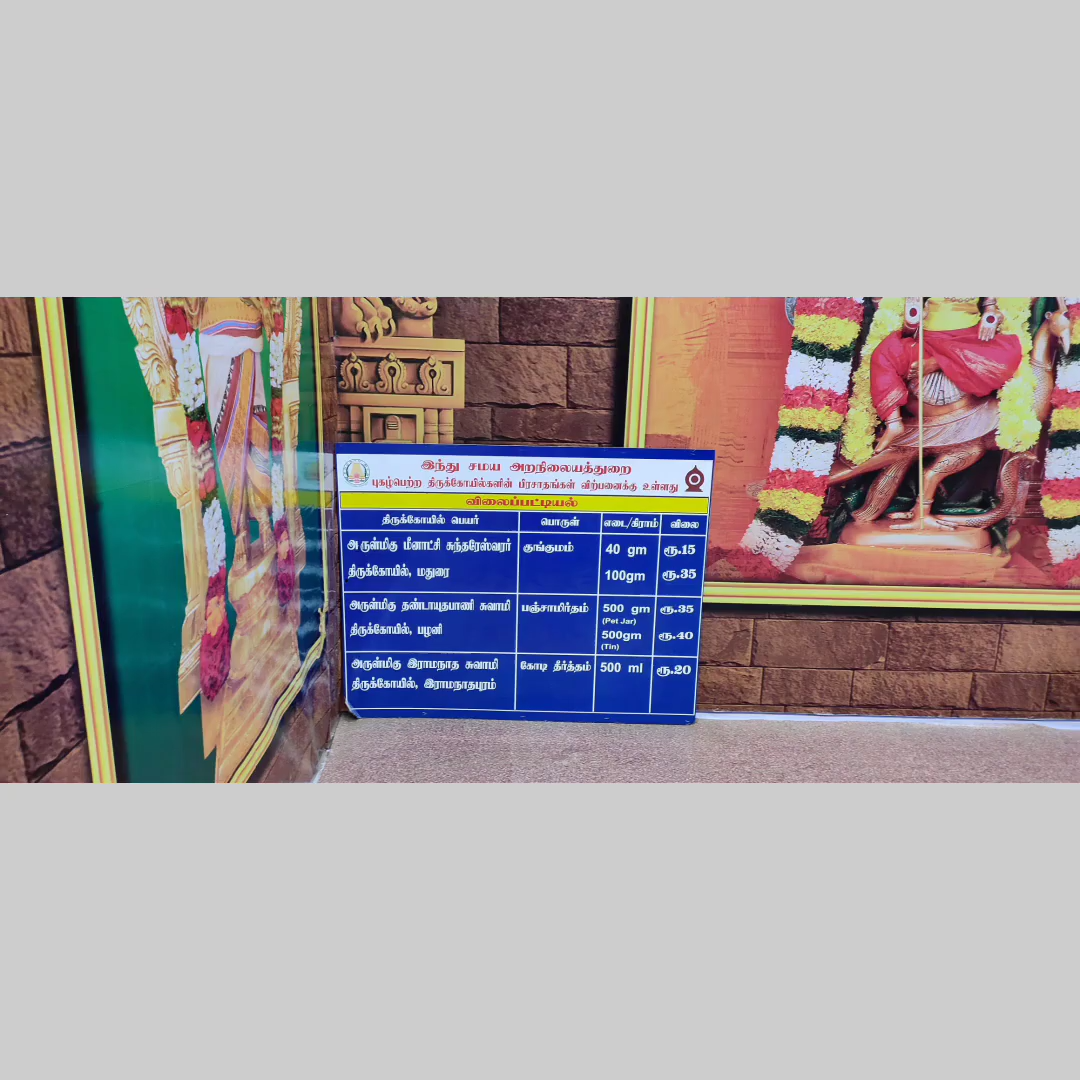 இந்து சமய அறநிலையத்துறை
புகழ்பெற்ற திருக்கோயில்களின் பிரசாதங்கள் விற்பனைக்கு உள்ளது
விலைப்பட்டியல்
திருக்கோயில் பெயர் பொருள் எடை/கிராம் விலை
அருள்மிகு மீனாட்சி சுந்தரேஸ்வரர் குங்குமம் 40 gm ரூ.15
திருக்கோயில், மதுரை 100gm ரூ.35
அருள்மிகு தண்டாயுதபாணி சுவாமி பஞ்சாமிர்தம் 500 gm ரூ.35
(Pet Jar)
திருக்கோயில், பழனி 500gm ரூ.40
(Tin)
அருள்மிகு இராமநாத சுவாமி கோடி தீர்த்தம் 500 ml ரூ.20
திருக்கோயில், இராமநாதபுரம்